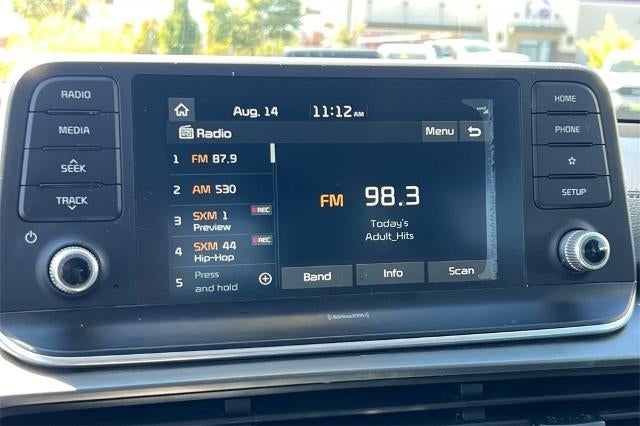 RADIO
MEDIA
SEEK
TRACK
Aug. 14 11:12 AM
Radio Menu
1 FM 87.9
2 AM 530
3 SXM 1 REC
Preview
4 SXM 44 REC
Hip-Hop
5 Press
and hold
FM 98.3
Today's
Adult_Hits
Band Info Scan
HOME
PHONE
SETUP
SiriusXM